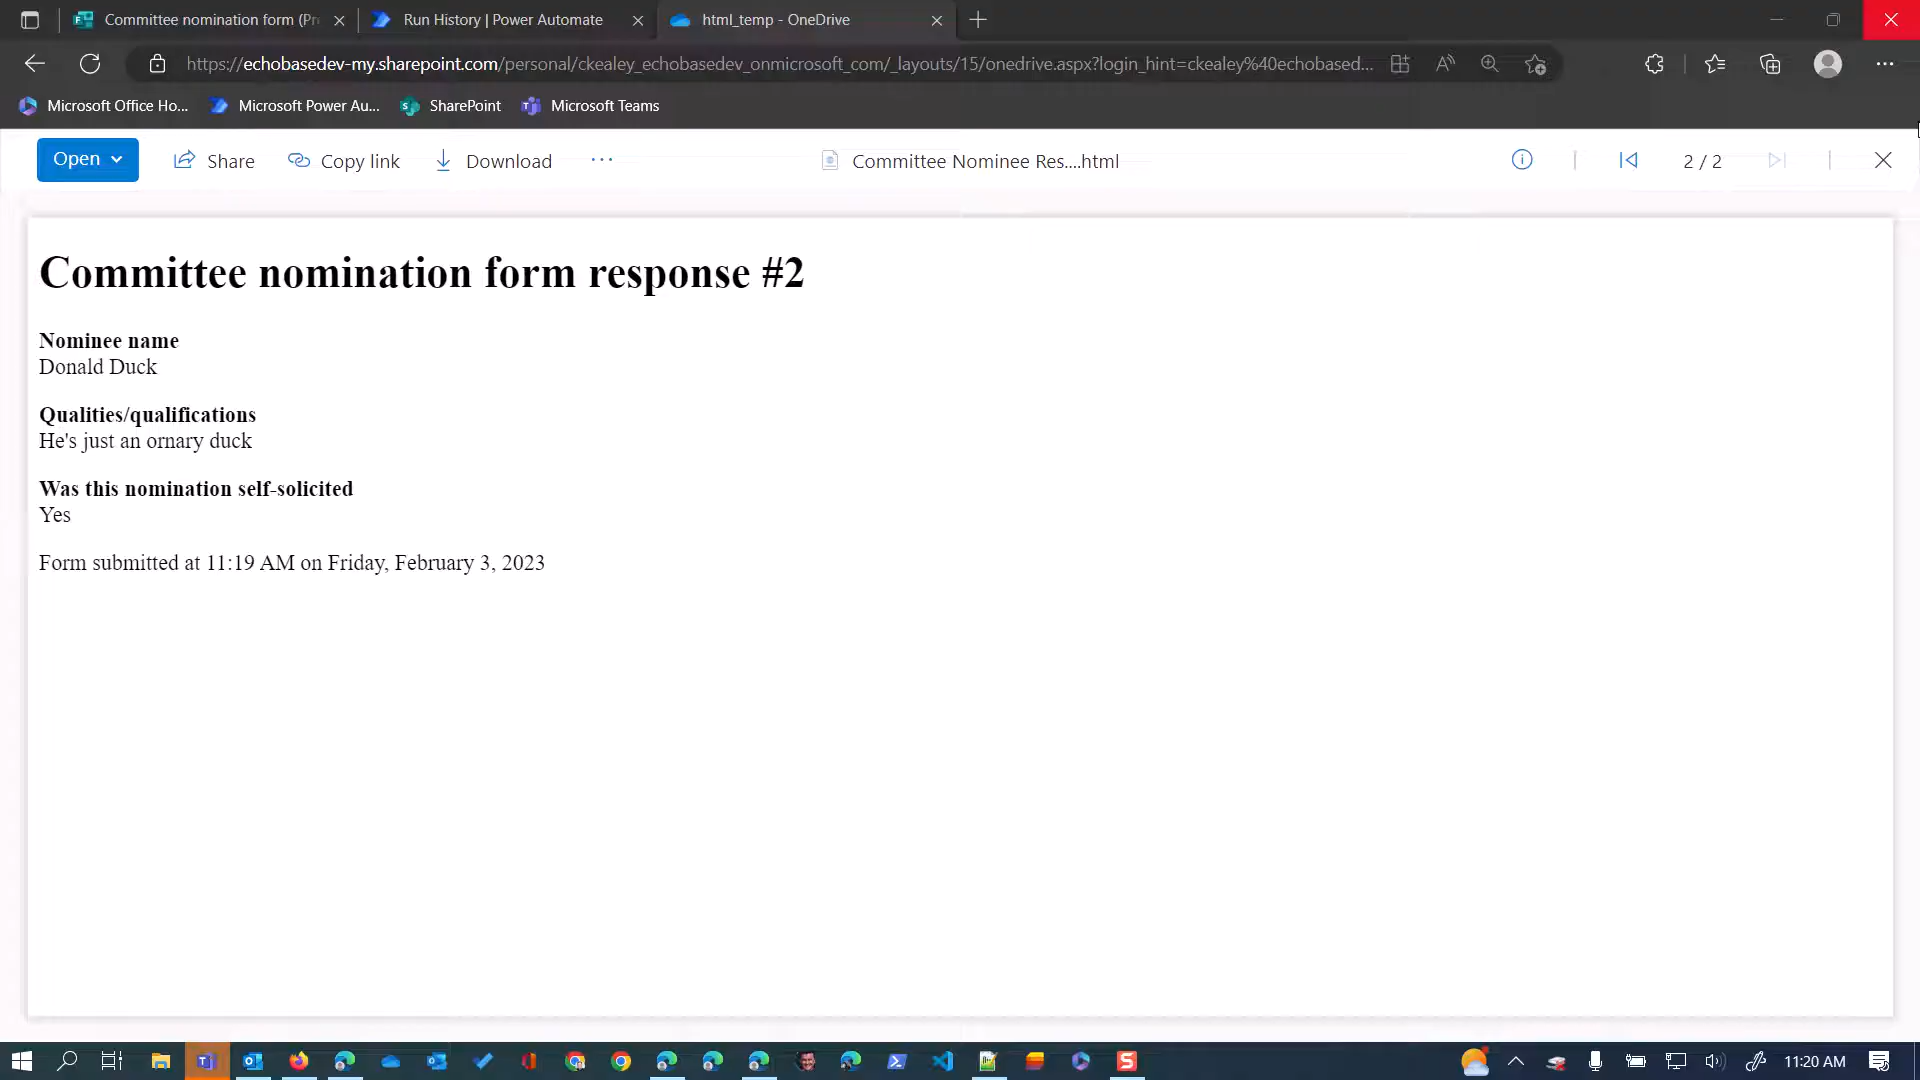 Committee nomination form (Pr
Run History | Power Automate
html_temp - OneDrive
https://echobasedev-my.sharepoint.com/personal/ckealey_echobasedev_onmicrosoft_com/_layouts/15/onedrive.aspx?login_hint=ckealey%40echobased...
Microsoft Office Ho...
Microsoft Power Au...
SharePoint
Microsoft Teams
Open
Share
Copy link
Download
Committee Nominee Res....html
2 / 2
Committee nomination form response #2
Nominee name
Donald Duck
Qualities/qualifications
He's just an ornary duck
Was this nomination self-solicited
Yes
Form submitted at 11:19 AM on Friday, February 3, 2023
11:20 AM